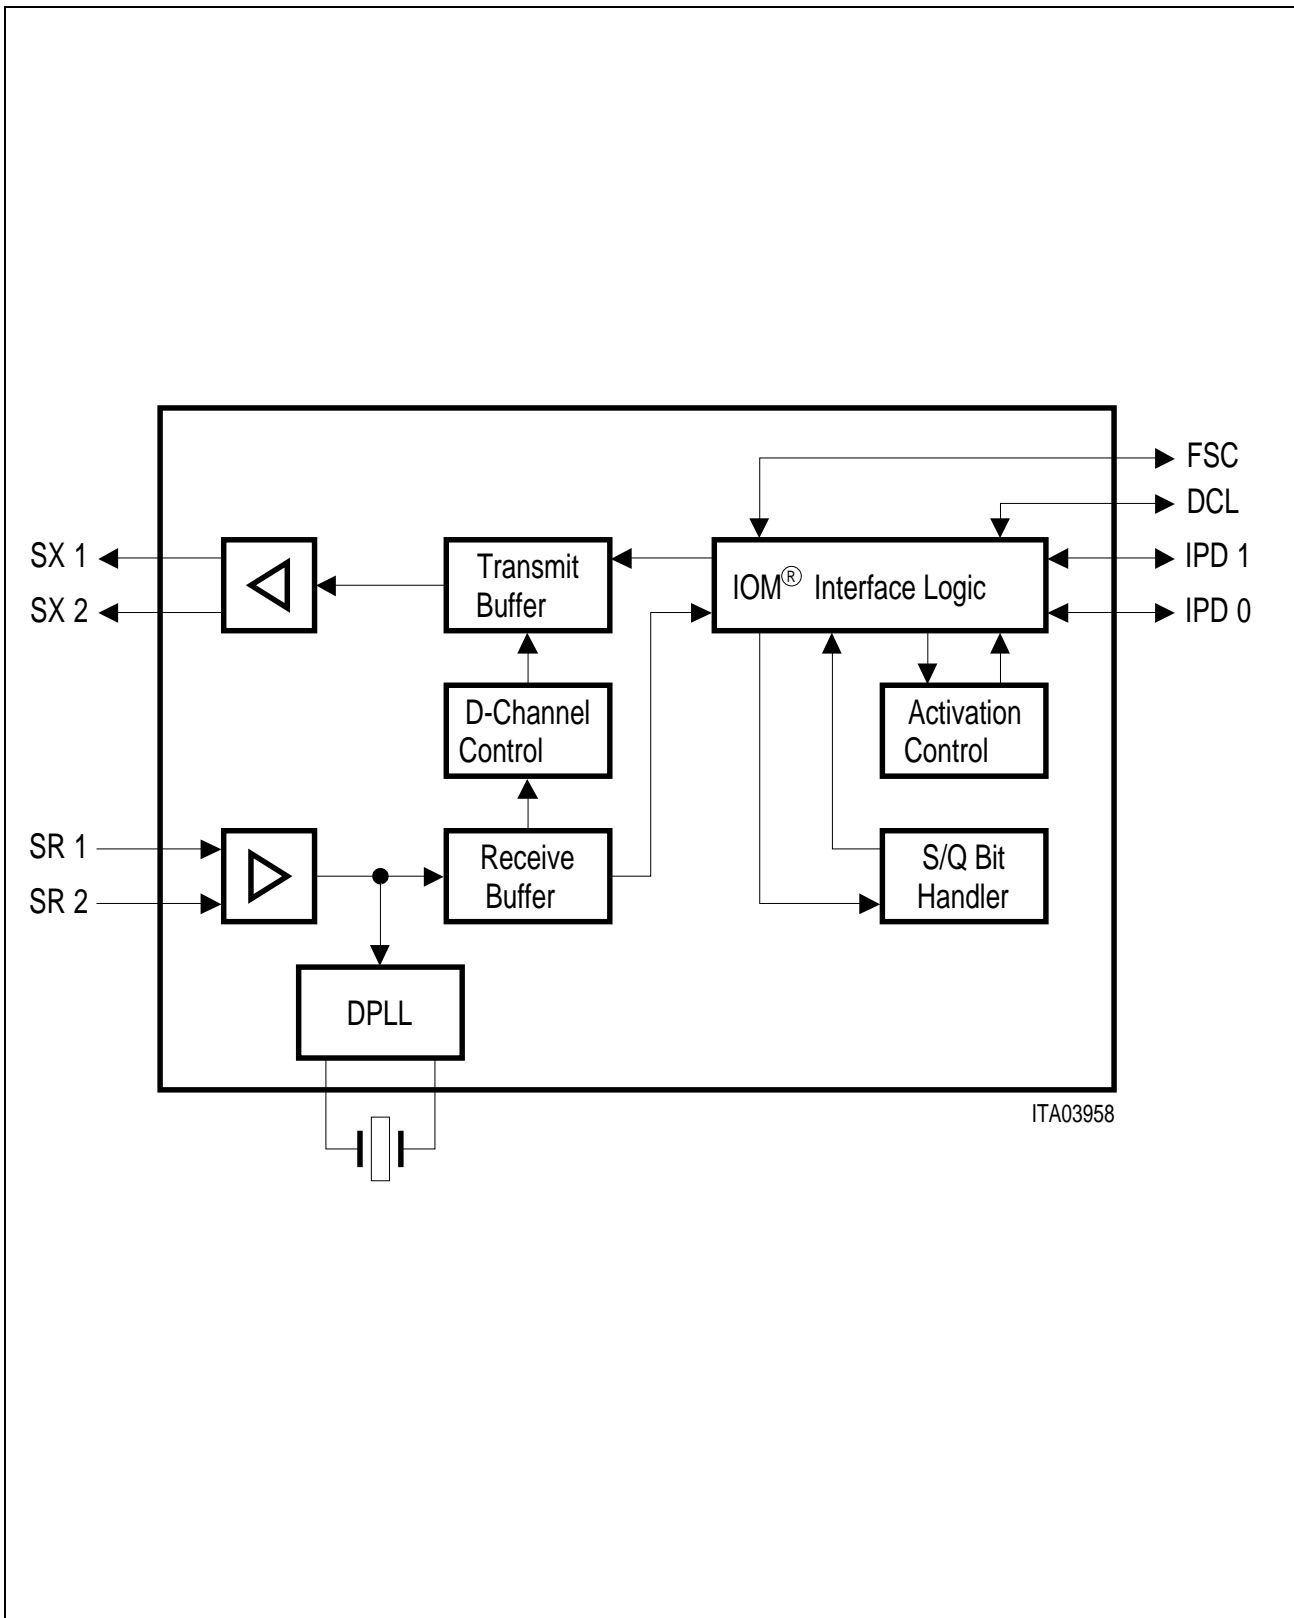 FSC
DCL
SX 1
Transmit
Buffer
IOM® Interface Logic
IPD 1
SX 2
IPD 0
D-Channel
Control
Activation
Control
SR 1
SR 2
Receive
Buffer
S/Q Bit
Handler
DPLL
ITA03958